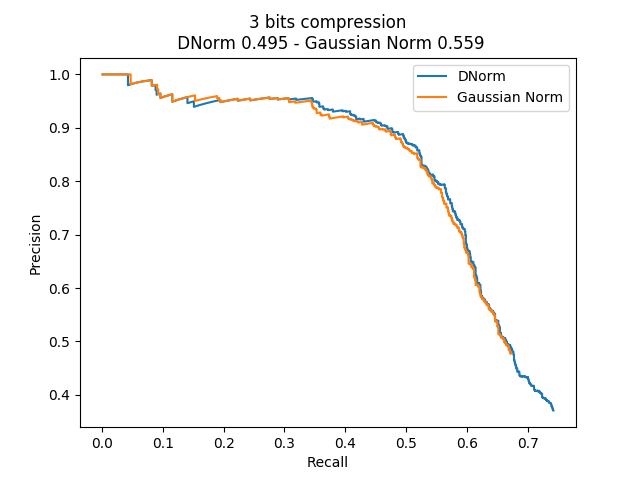 3 bits compression
DNorm 0.495 - Gaussian Norm 0.559
DNorm
Gaussian Norm
1.0
0.9
0.8
0.7
0.6
0.5
0.4
Precision
0.0 0.1 0.2 0.3 0.4 0.5 0.6 0.7
Recall